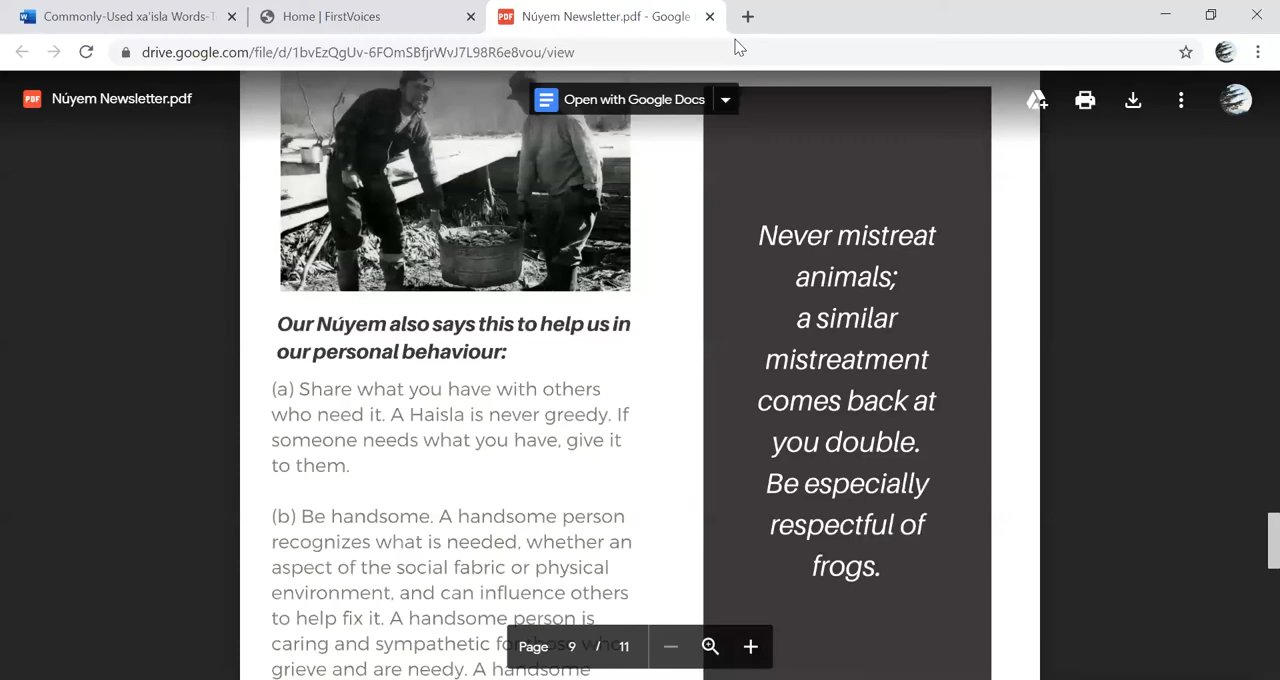 Commonly-Used xa'isla Words-T
Home | FirstVoices
PDF
Núyem Newsletter.pdf - Google
drive.google.com/file/d/1bvEzQgUv-6FOmSBfjrWvJ7L98R6e8vou/view
PDF
Núyem Newsletter.pdf
Open with Google Docs
Our Núyem also says this to help us in
our personal behaviour:
(a) Share what you have with others
who need it. A Haisla is never greedy. If
someone needs what you have, give it
to them.
(b) Be handsome. A handsome person
recognizes what is needed, whether an
aspect of the social fabric or physical
environment, and can influence others
to help fix it. A handsome person is
caring and sympathetic for those who
grieve and are needy. A handsome
Never mistreat
animals;
a similar
mistreatment
comes back at
you double.
Be especially
respectful of
frogs.
Page 9 / 11